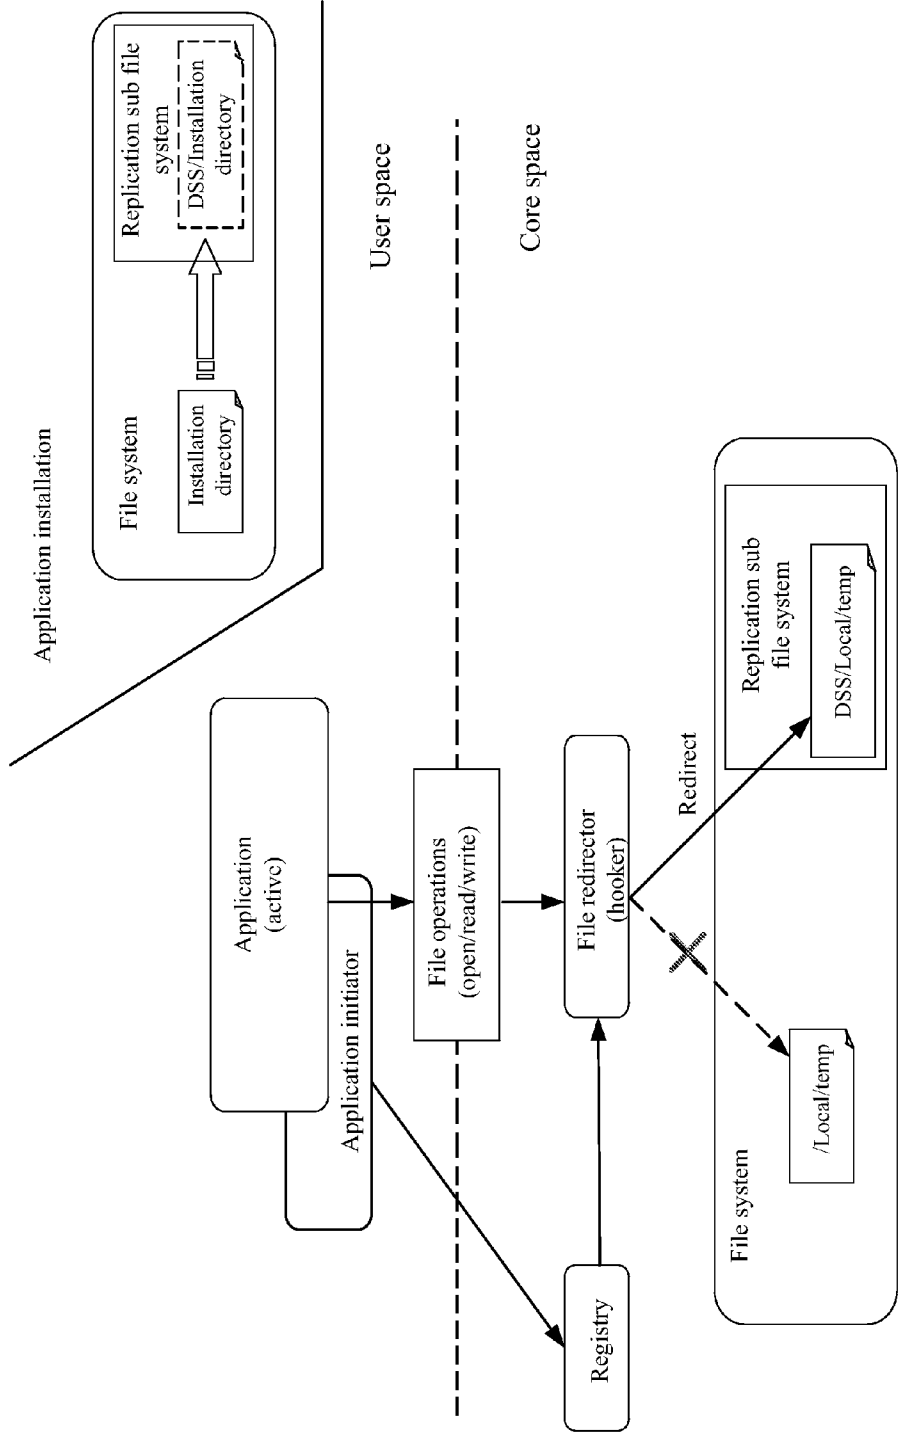 Application installation
File system
Installation
directory
Replication sub file
system
DSS/Installation
directory
Application
(active)
Application initiator
User space
File operations
(open/read/write)
Core space
Registry
File redirector
(hooker)
Redirect
File system
/Local/temp
Replication sub
file system
DSS/Local/temp